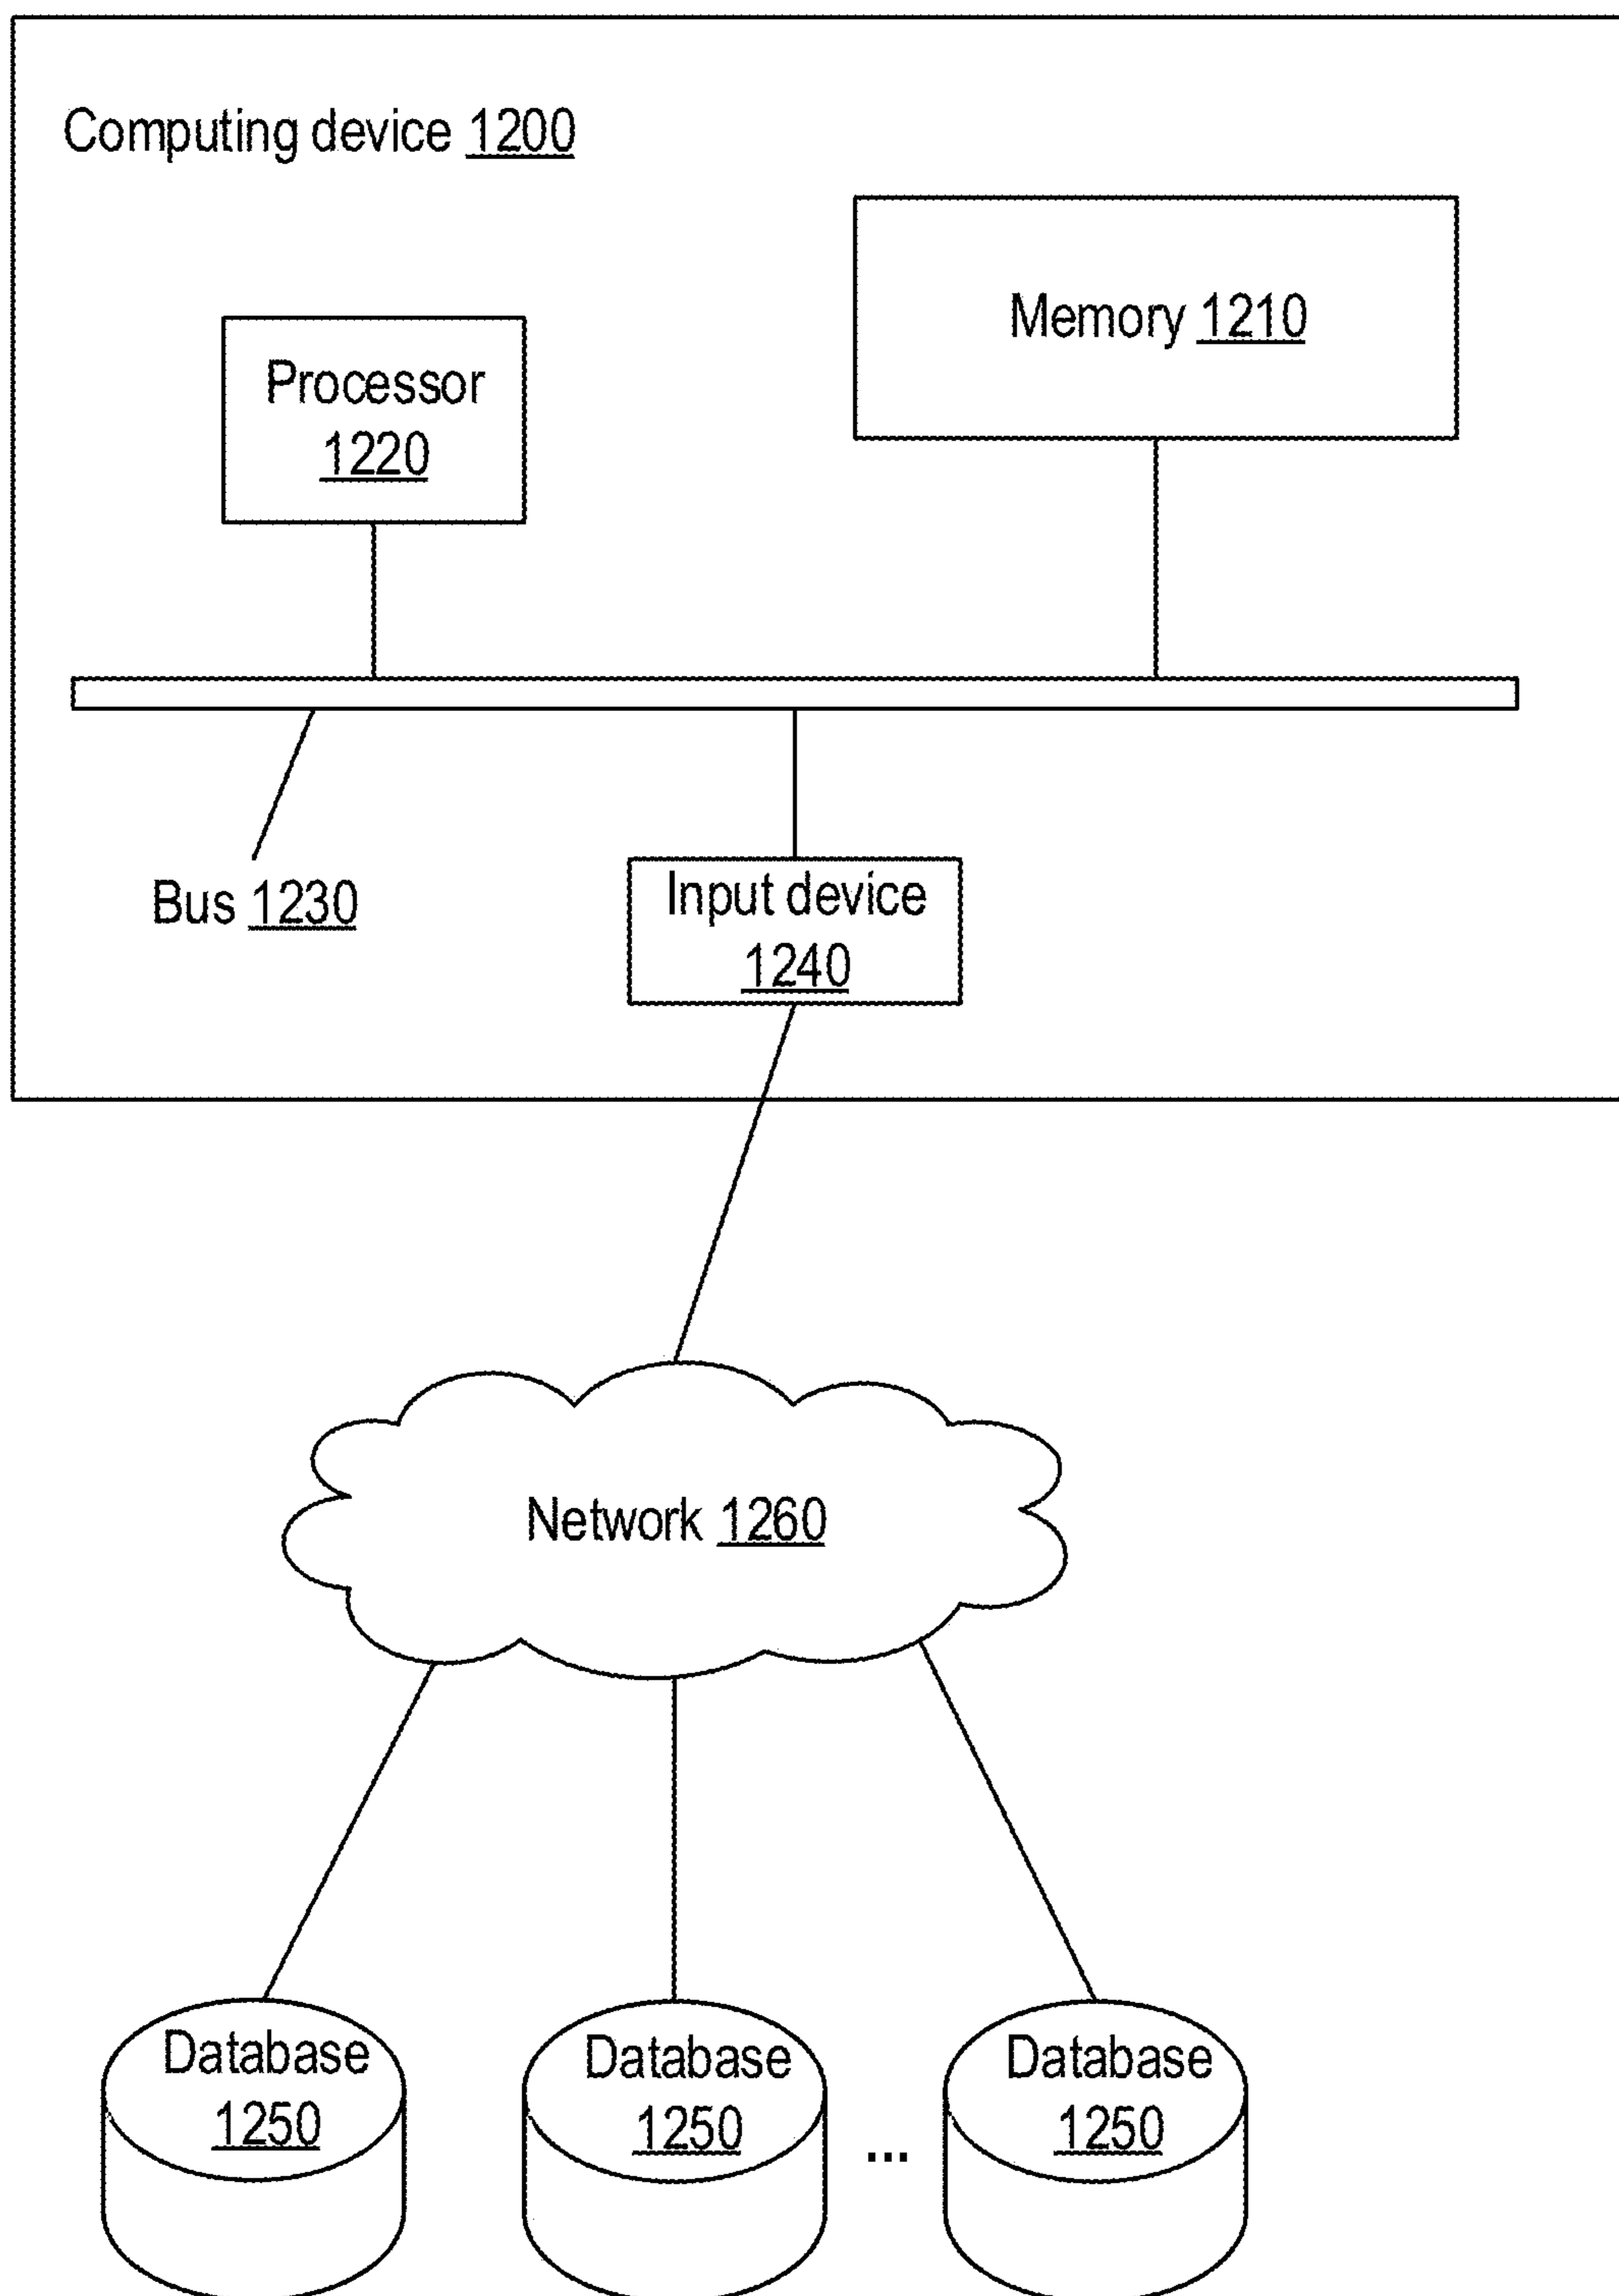 Computing device 1200
Memory 1210
Processor
1220
Bus 1230
Input device
1240
Network 1260
Database
1250
Database
1250
...
Database
1250